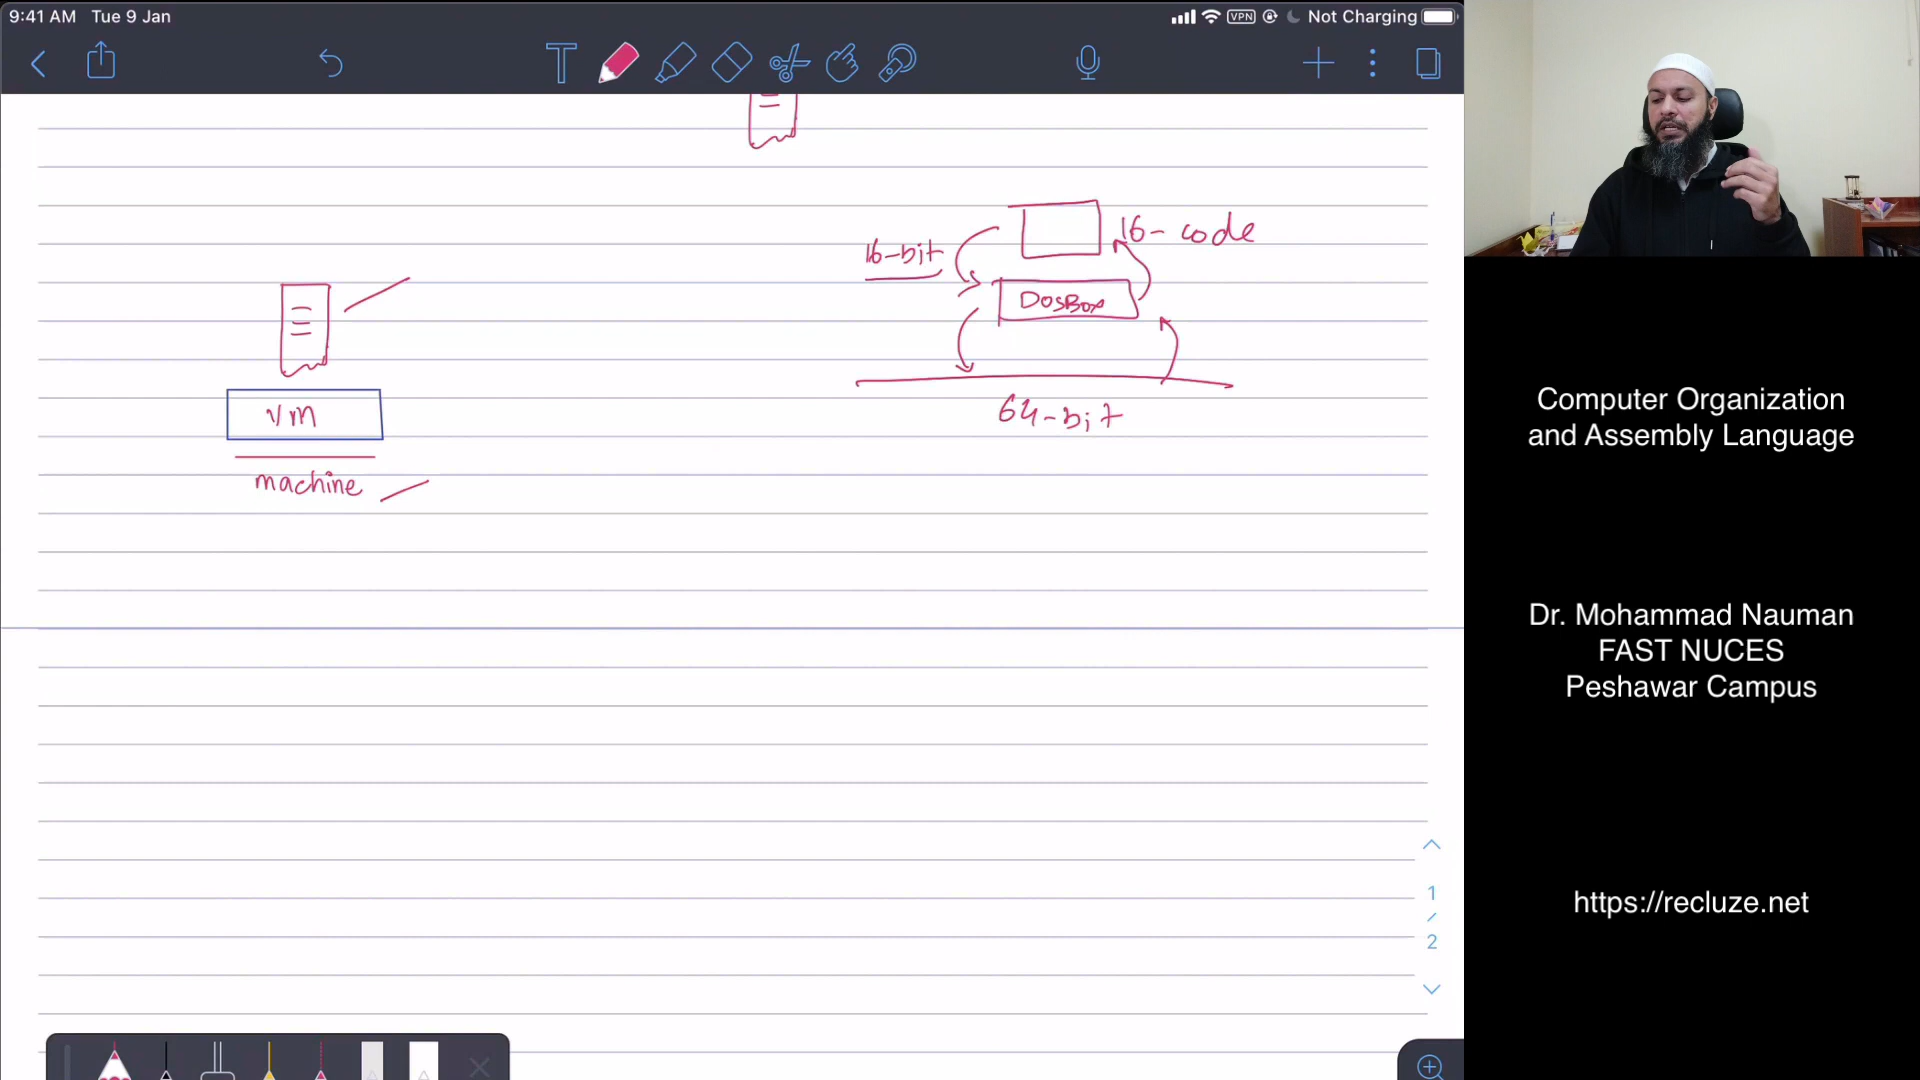 9:41 AM Tue 9 Jan
VPN Not Charging
T
16-code
16-bit
DosBox
vm
64-bit
machine
1
/
2
Computer Organization
and Assembly Language
Dr. Mohammad Nauman
FAST NUCES
Peshawar Campus
https://recluze.net